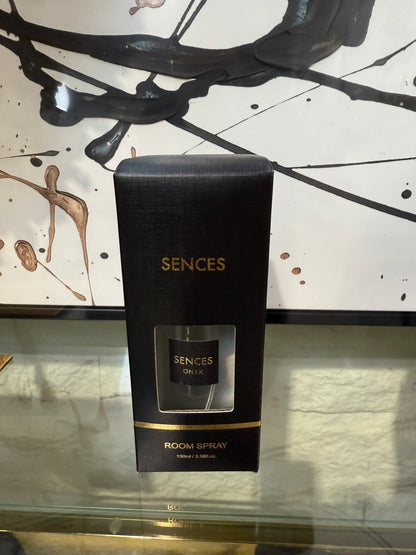 SENCES
SENCES
ONYX
ROOM SPRAY
100ml / 3.38fl.oz.